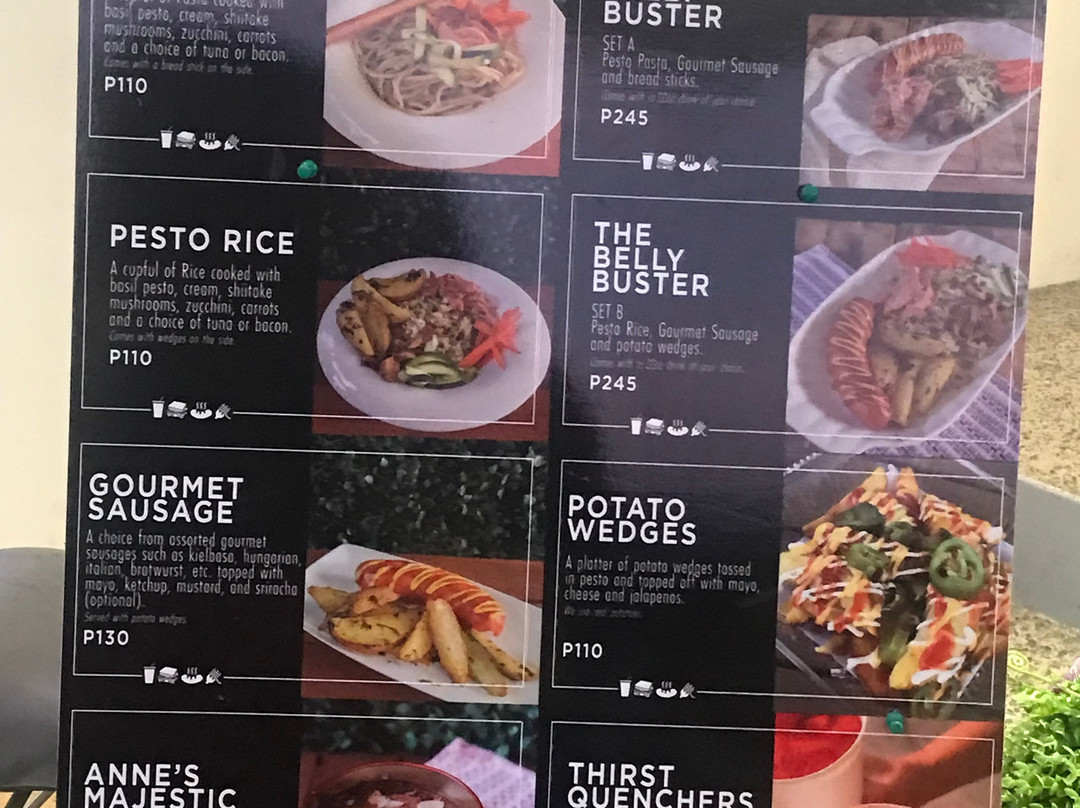 basil pesto, cream, shiitake
mushrooms, zucchini, carrots
and a choice of tuna or bacon.
Comes with a bread stick on the side.
P110
BUSTER
SET A
Pesto Pasta, Gourmet Sausage
and bread sticks.
P245
PESTO RICE
A cupful of Rice cooked with
basil pesto, cream, shiitake
mushrooms, zucchini, carrots
and a choice of tuna or bacon.
Comes with wedges on the side.
P110
THE
BELLY
BUSTER
SET B
Pesto Rice, Gourmet Sausage
and potato wedges.
P245
GOURMET
SAUSAGE
A choice from assorted gourmet
sausages such as kielbasa, hungarian,
italian, bratwurst, etc. topped with
mayo, ketchup, mustard, and sriracha
(optional).
Served with potato wedges.
P130
POTATO
WEDGES
A platter of potato wedges tossed
in pesto and topped off with mayo,
cheese and jalapenos.
We use real potatoes.
P110
ANNE'S
MAJESTIC
THIRST
QUENCHERS